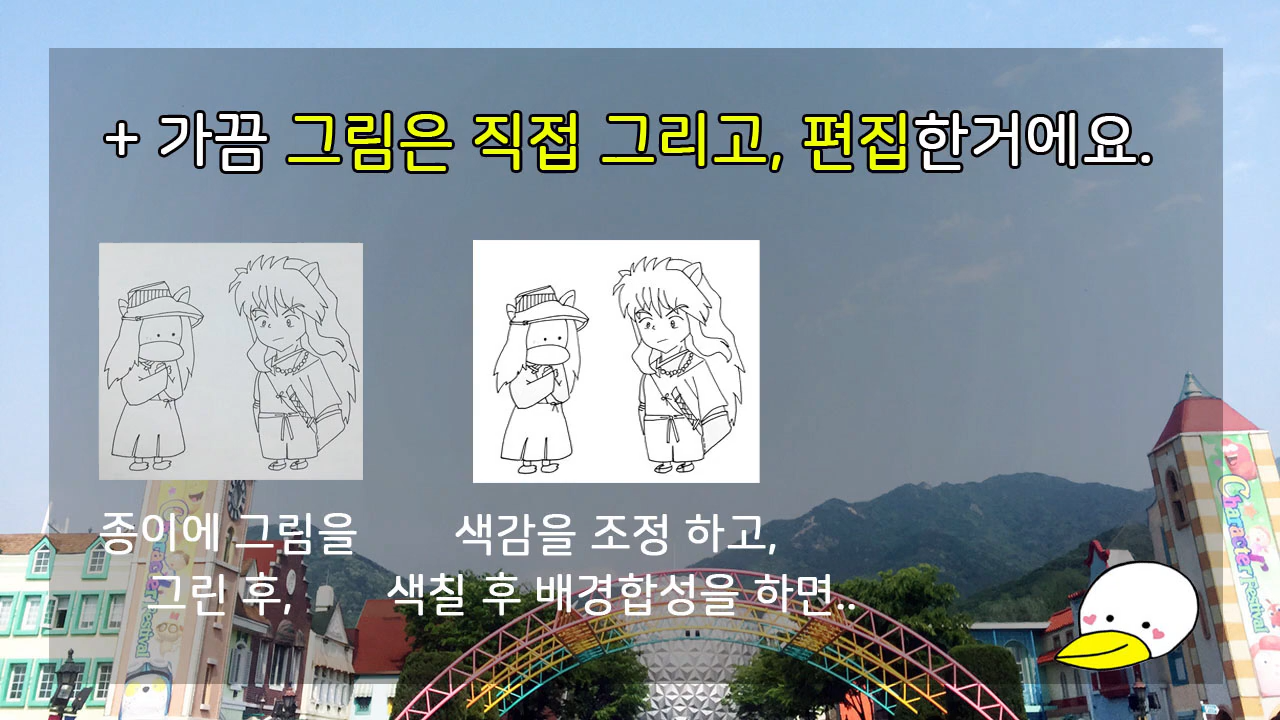 + 가끔 그림은 직접 그리고, 편집한거에요.
종이에 그림을
그린 후,
색감을 조정 하고,
색칠 후 배경합성을 하면..
Character
Festival